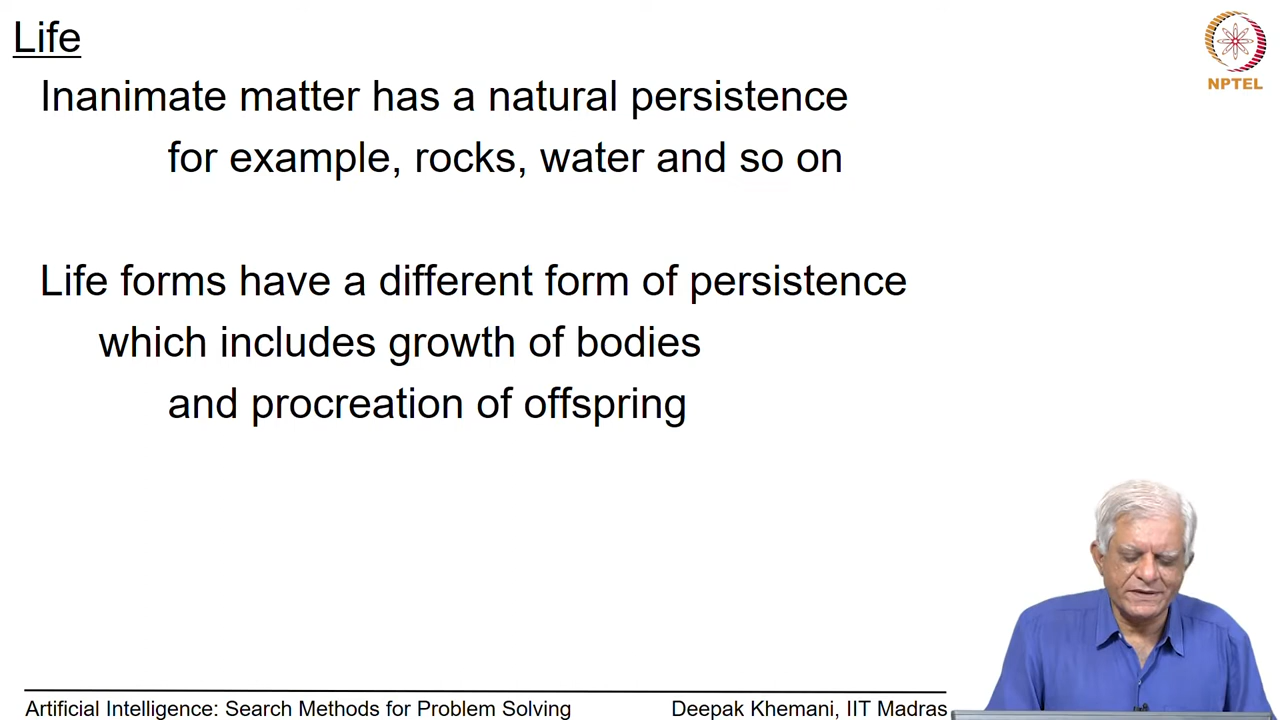 Life
NPTEL
Inanimate matter has a natural persistence
for example, rocks, water and so on
Life forms have a different form of persistence
which includes growth of bodies
and procreation of offspring
Artificial Intelligence: Search Methods for Problem Solving
Deepak Khemani, IIT Madras